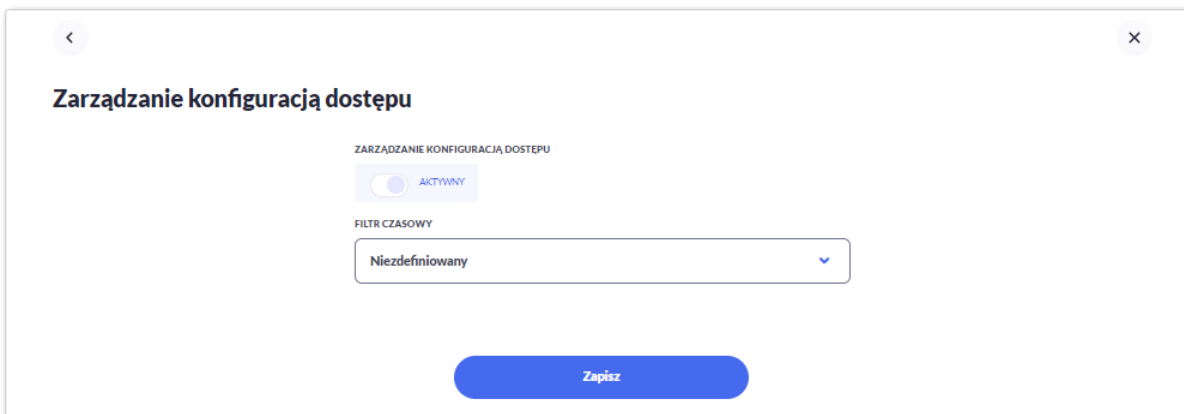 Zarządzanie konfiguracją dostępu
ZARZĄDZANIE KONFIGURACJĄ DOSTĘPU
AKTYWNY
FILTR CZASOWY
Niezdefiniowany
Zapisz